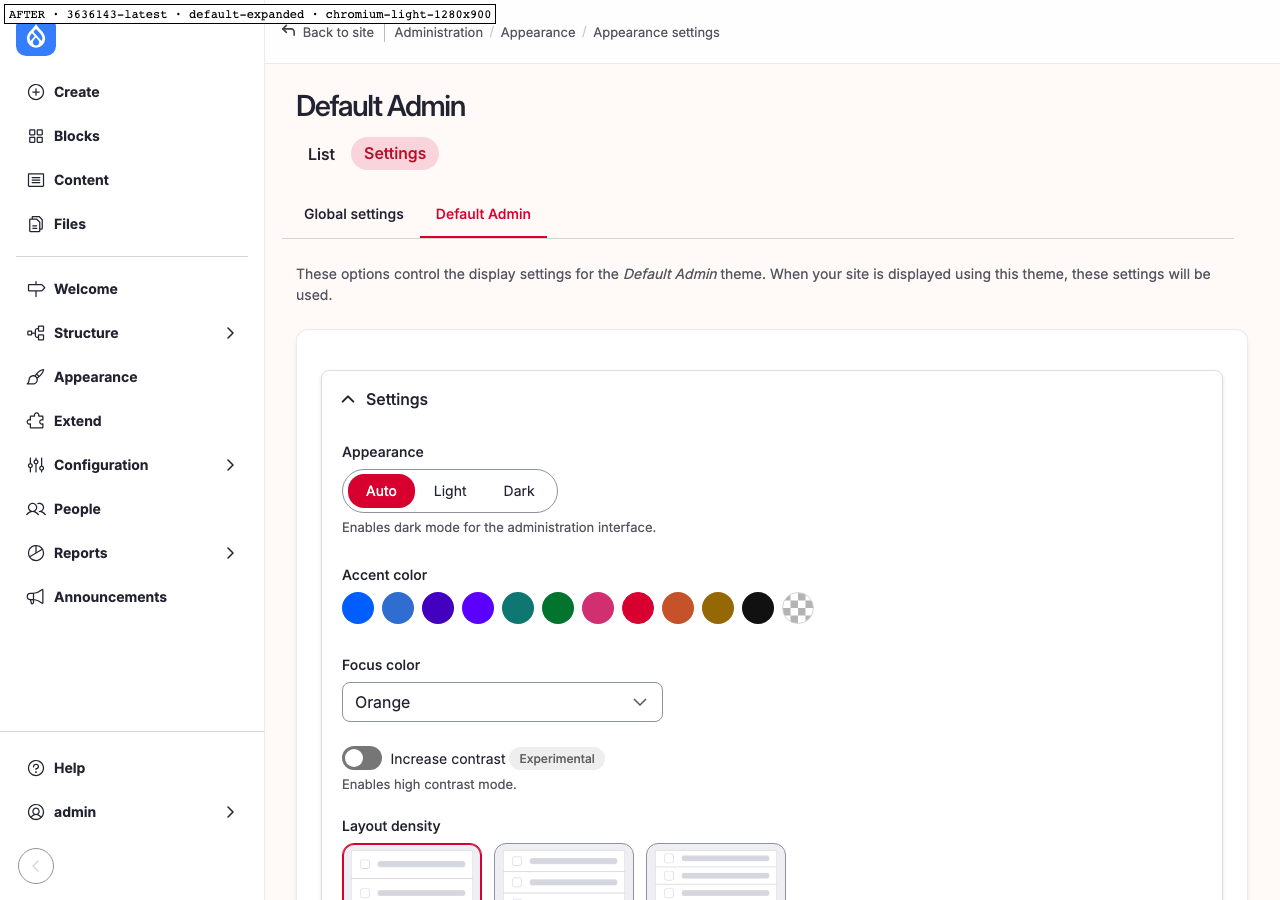 AFTER · 3636143-latest · default-expanded · chromium-light-1280x900
Back to site
Administration / Appearance / Appearance settings
Create
Blocks
Content
Files
Welcome
Structure
Appearance
Extend
Configuration
People
Reports
Announcements
Help
admin
Default Admin
List
Settings
Global settings
Default Admin
These options control the display settings for the Default Admin theme. When your site is displayed using this theme, these settings will be
used.
Settings
Appearance
Auto
Light
Dark
Enables dark mode for the administration interface.
Accent color
Focus color
Orange
Increase contrast
Experimental
Enables high contrast mode.
Layout density